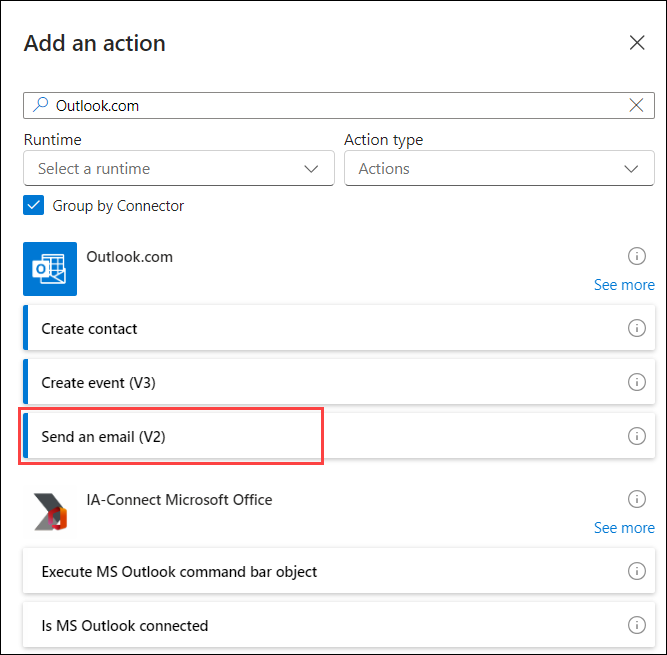 Add an action
Outlook.com
Runtime
Action type
Select a runtime
Actions
Group by Connector
Outlook.com
See more
Create contact
Create event (V3)
Send an email (V2)
IA-Connect Microsoft Office
See more
Execute MS Outlook command bar object
Is MS Outlook connected